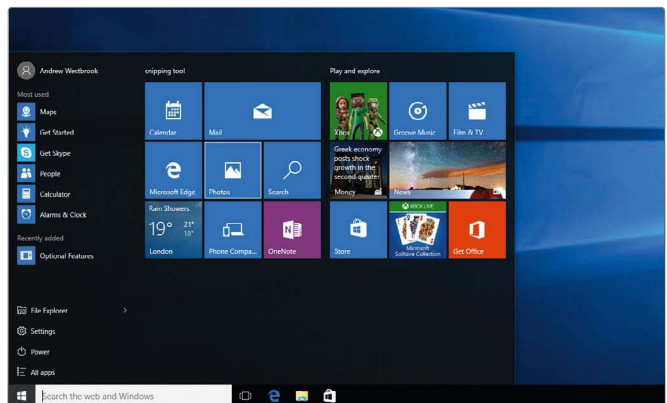 Andrew Westbrook
Most used
Maps
Get Started
Get Skype
People
Calculator
Alarms & Clock
Recently added
Optional Features
File Explorer
Settings
Power
All apps
snipping tool
Calendar
Mail
Microsoft Edge
Photos
Search
Rain Showers
19° 21°
18°
London
Phone Compa...
OneNote
Play and explore
Xbox
Groove Music
Film & TV
Greek economy
posts shock
growth in the
second quarter
Money
News
Store
XBOX LIVE
Microsoft
Solitaire Collection
Get Office
Search the web and Windows